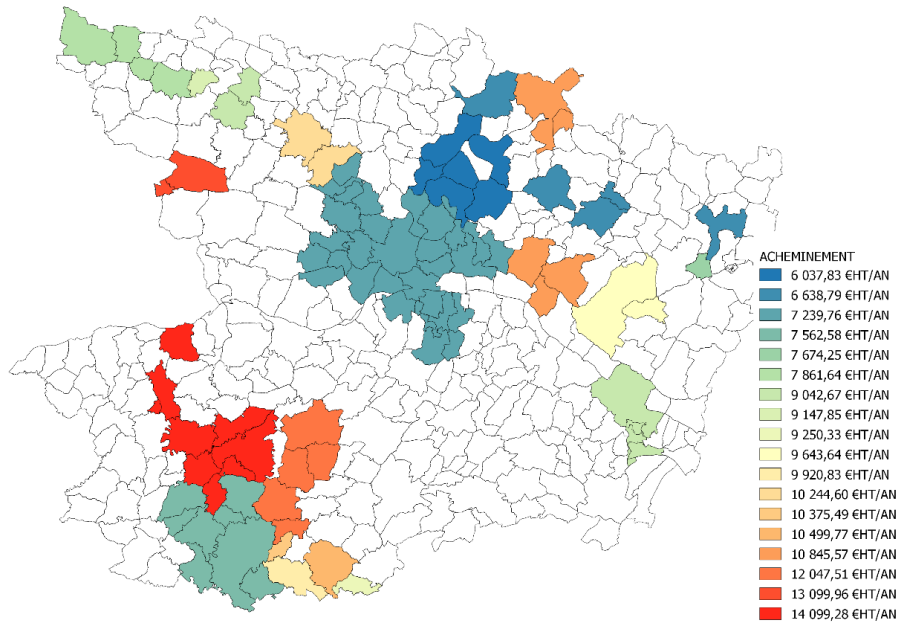 ACHEMINEMENT
6 037,83 €HT/AN
6 638,79 €HT/AN
7 239,76 €HT/AN
7 562,58 €HT/AN
7 674,25 €HT/AN
7 861,64 €HT/AN
9 042,67 €HT/AN
9 147,85 €HT/AN
9 250,33 €HT/AN
9 643,64 €HT/AN
9 920,83 €HT/AN
10 244,60 €HT/AN
10 375,49 €HT/AN
10 499,77 €HT/AN
10 845,57 €HT/AN
12 047,51 €HT/AN
13 099,96 €HT/AN
14 099,28 €HT/AN